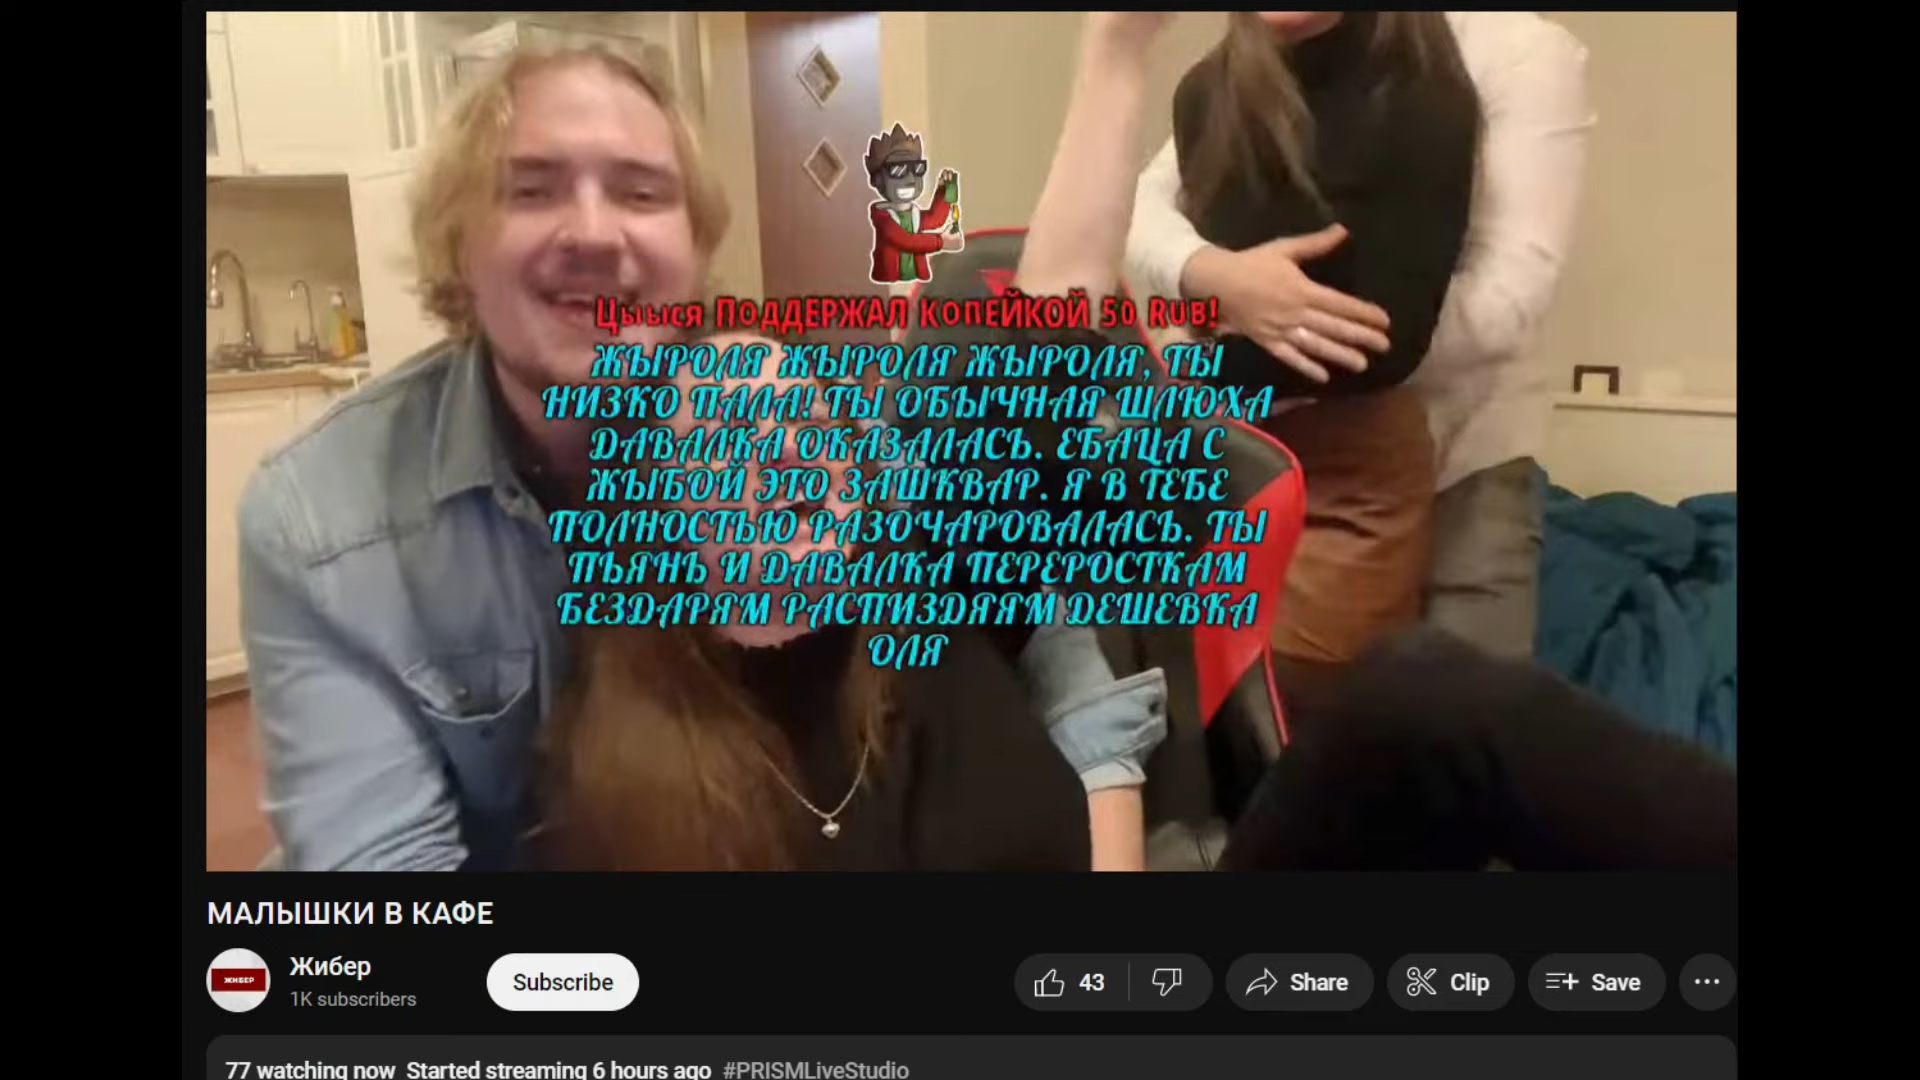 Цыыся ПОДДЕРЖАЛ КОПЕЙКОЙ 50 RUB!
ЖЫРОЛЯ ЖЫРОЛЯ ЖЫРОЛЯ, ТЫ
НИЗКО ПАЛА! ТЫ ОБЫЧНАЯ ШЛЮХА
ДАВАЛКА ОКАЗАЛАСЬ. ЕБАЦА С
ЖЫБОЙ ЭТО ЗАШКВАР. Я В ТЕБЕ
ПОЛНОСТЬЮ РАЗОЧАРОВАЛАСЬ. ТЫ
ПЬЯНЬ И ДАВАЛКА ПЕРЕРОСТКАМ
БЕЗДАРЯМ РАСПИЗДЯЯМ ДЕШЕВКА
ОЛЯ
МАЛЫШКИ В КАФЕ
ЖИБЕР
Жибер
1K subscribers
Subscribe
43
Share
Clip
Save
77 watching now Started streaming 6 hours ago #PRISMLiveStudio